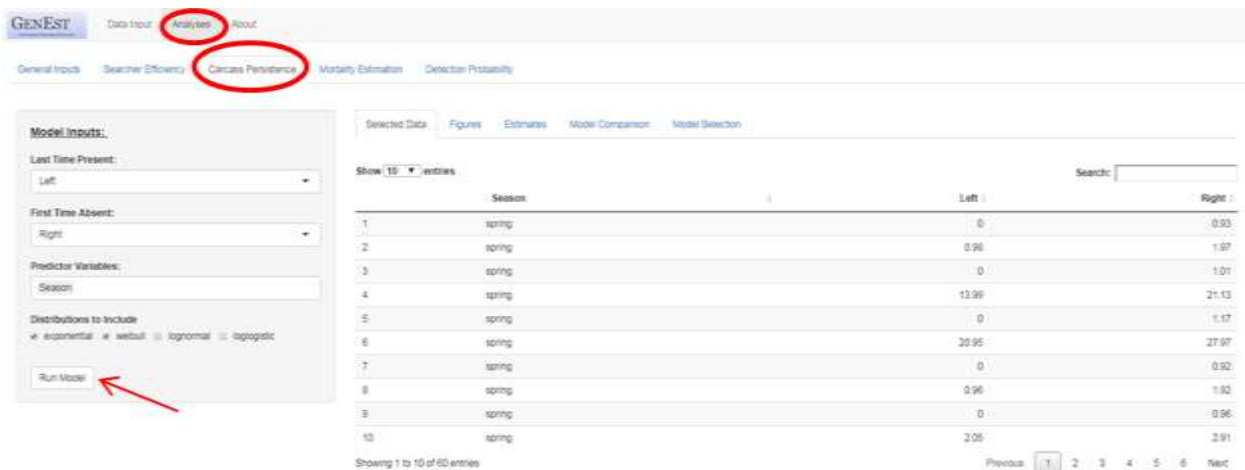 GENEST Data Input Analyses About
General Inputs Searcher Efficiency Carcass Persistence Mortality Estimation Detection Probability
Model Inputs:
Last Time Present:
Left
First Time Absent:
Right
Predictor Variables:
Season
Distributions to Include
exponential weibull lognormal loglogistic
Run Model
Selected Data Figures Estimates Model Comparison Model Selection
Show 10 entries Search:
Season Left Right
1 spring 0 0.93
2 spring 0.96 1.97
3 spring 0 1.01
4 spring 13.99 21.13
5 spring 0 1.17
6 spring 20.95 27.97
7 spring 0 0.92
8 spring 0.96 1.92
9 spring 0 0.96
10 spring 2.05 2.91
Showing 1 to 10 of 60 entries Previous 1 2 3 4 5 6 Next